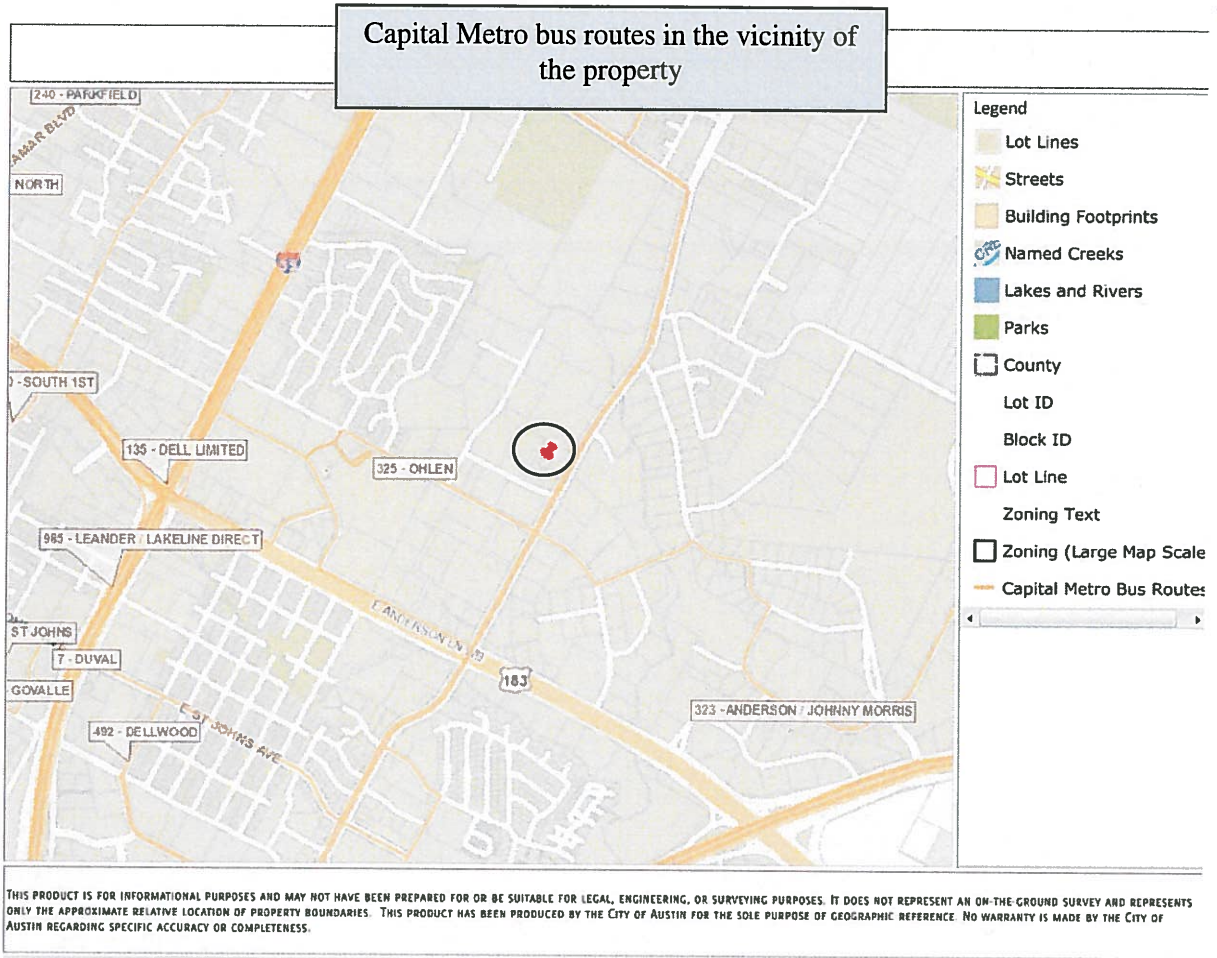 Capital Metro bus routes in the vicinity of
the property
240 - PARKFIELD
AMAR BLVD
NORTH
) - SOUTH 1ST
135 - DELL LIMITED
325 - OHLEN
985 - LEANDER / LAKELINE DIRECT
E ANDERSON LN
183
ST JOHNS
7 - DUVAL
GOVALLE
492 - DELLWOOD
E ST JOHNS AVE
323 - ANDERSON / JOHNNY MORRIS
Legend
Lot Lines
Streets
Building Footprints
CRE
Named Creeks
Lakes and Rivers
Parks
County
Lot ID
Block ID
Lot Line
Zoning Text
Zoning (Large Map Scale
Capital Metro Bus Routes
THIS PRODUCT IS FOR INFORMATIONAL PURPOSES AND MAY NOT HAVE BEEN PREPARED FOR OR BE SUITABLE FOR LEGAL, ENGINEERING, OR SURVEYING PURPOSES. IT DOES NOT REPRESENT AN ON-THE-GROUND SURVEY AND REPRESENTS
ONLY THE APPROXIMATE RELATIVE LOCATION OF PROPERTY BOUNDARIES. THIS PRODUCT HAS BEEN PRODUCED BY THE CITY OF AUSTIN FOR THE SOLE PURPOSE OF GEOGRAPHIC REFERENCE. NO WARRANTY IS MADE BY THE CITY OF
AUSTIN REGARDING SPECIFIC ACCURACY OR COMPLETENESS.